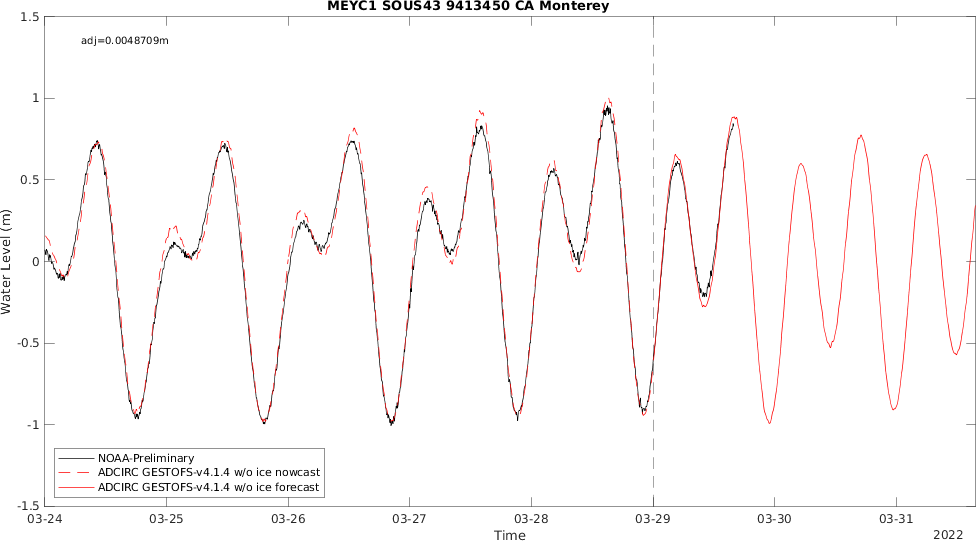 MEYC1 SOUS43 9413450 CA Monterey
adj=0.0048709m
1.5
1
0.5
0
-0.5
-1
-1.5
Water Level (m)
NOAA-Preliminary
ADCIRC GESTOFS-v4.1.4 w/o ice nowcast
ADCIRC GESTOFS-v4.1.4 w/o ice forecast
03-24 03-25 03-26 03-27 03-28 03-29 03-30 03-31
Time
2022